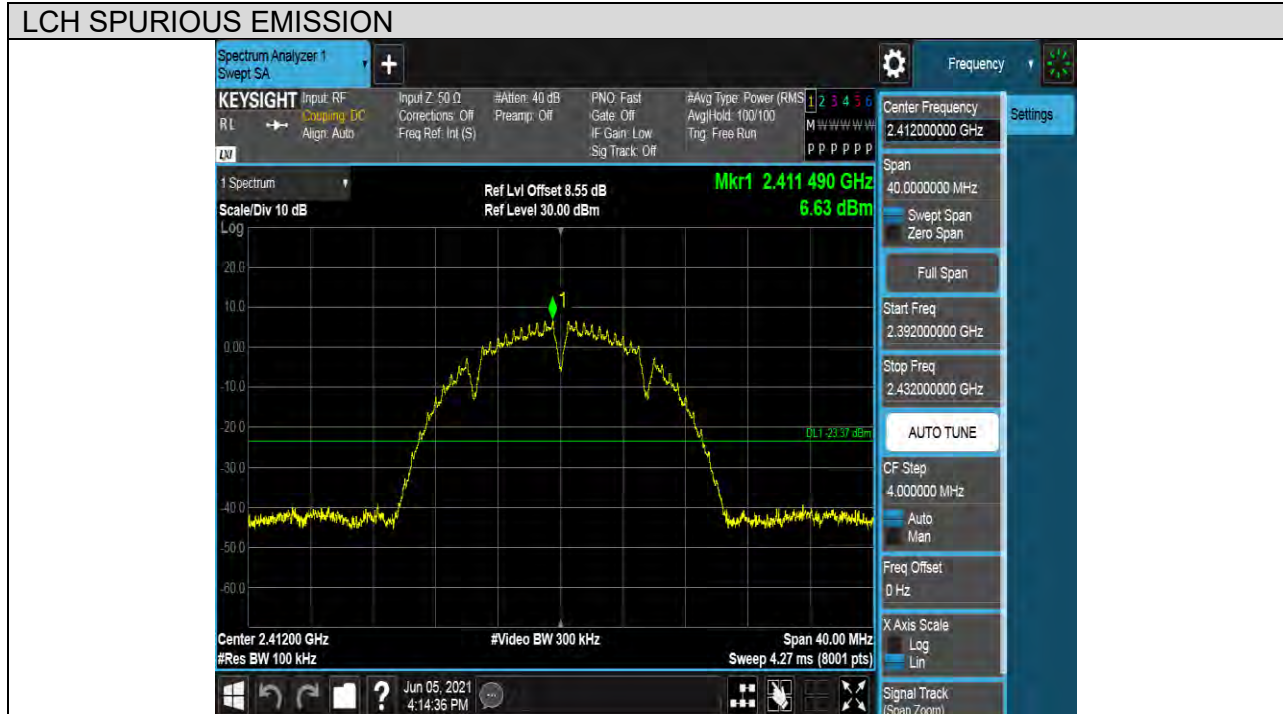 LCH SPURIOUS EMISSION
Spectrum Analyzer 1
Swept SA
+
Frequency
KEYSIGHT
RL
LXI
Input: RF
Coupling: DC
Align: Auto
Input Z: 50 Ω
Corrections: Off
Freq Ref: Int (S)
#Atten: 40 dB
Preamp: Off
PNO: Fast
Gate: Off
IF Gain: Low
Sig Track: Off
#Avg Type: Power (RMS
Avg|Hold: 100/100
Trig: Free Run
1 2 3 4 5 6
M W W W W W
P P P P P P
Center Frequency
2.412000000 GHz
Settings
Span
40.0000000 MHz
Swept Span
Zero Span
Full Span
Start Freq
2.392000000 GHz
Stop Freq
2.432000000 GHz
AUTO TUNE
CF Step
4.000000 MHz
Auto
Man
Freq Offset
0 Hz
X Axis Scale
Log
Lin
Signal Track
(Span Zoom)
1 Spectrum
Scale/Div 10 dB
Ref Lvl Offset 8.55 dB
Ref Level 30.00 dBm
Mkr1 2.411 490 GHz
6.63 dBm
Log
20.0
10.0
1
0.00
-10.0
-20.0
DL1 -23.37 dBm
-30.0
-40.0
-50.0
-60.0
Center 2.41200 GHz
#Video BW 300 kHz
Span 40.00 MHz
#Res BW 100 kHz
Sweep 4.27 ms (8001 pts)
?
Jun 05, 2021
4:14:36 PM